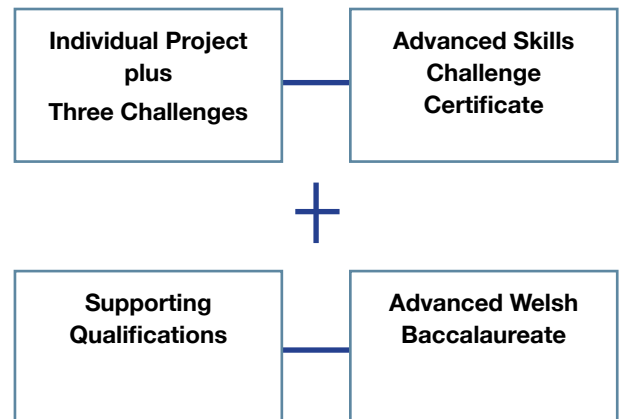 Individual Project
plus
Three Challenges
Advanced Skills
Challenge
Certificate
+
Supporting
Qualifications
Advanced Welsh
Baccalaureate